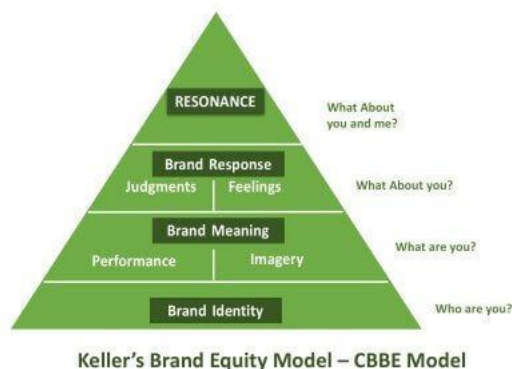 RESONANCE
What About
you and me?
Brand Response
Judgments Feelings
What About you?
Brand Meaning
Performance Imagery
What are you?
Brand Identity
Who are you?
Keller's Brand Equity Model – CBBE Model